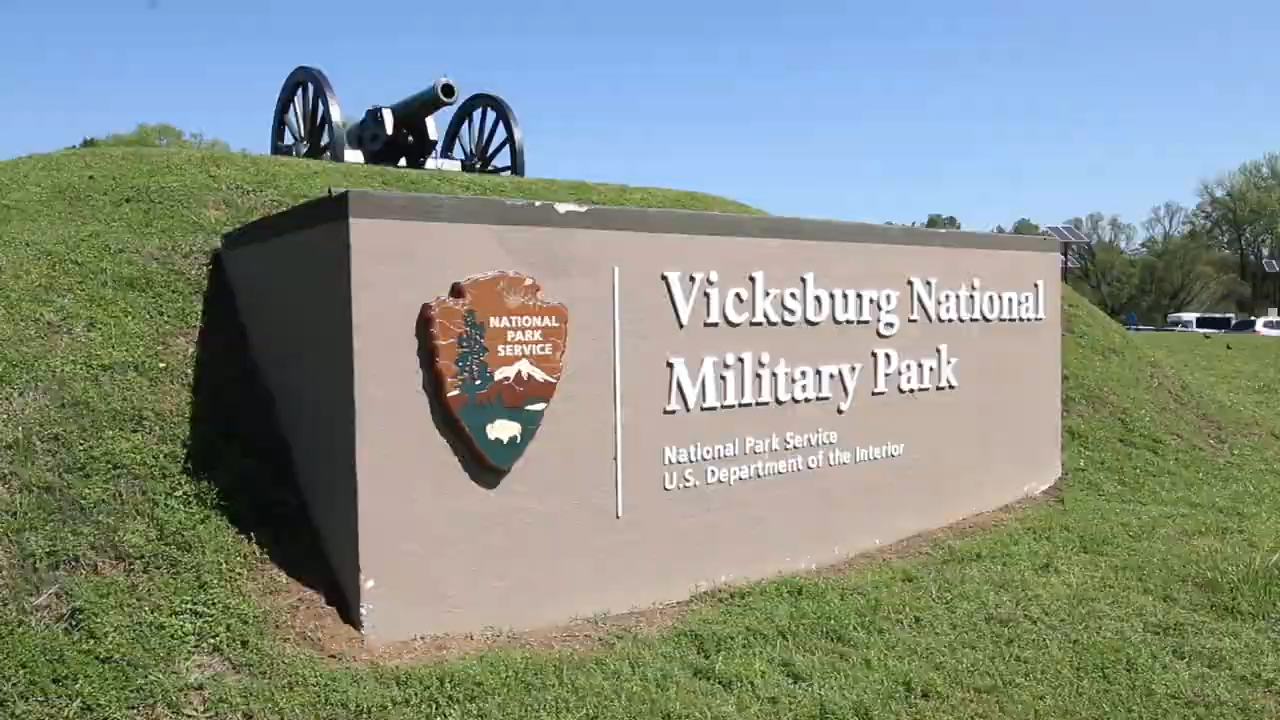 NATIONAL
PARK
SERVICE
Vicksburg National
Military Park
National Park Service
U.S. Department of the Interior